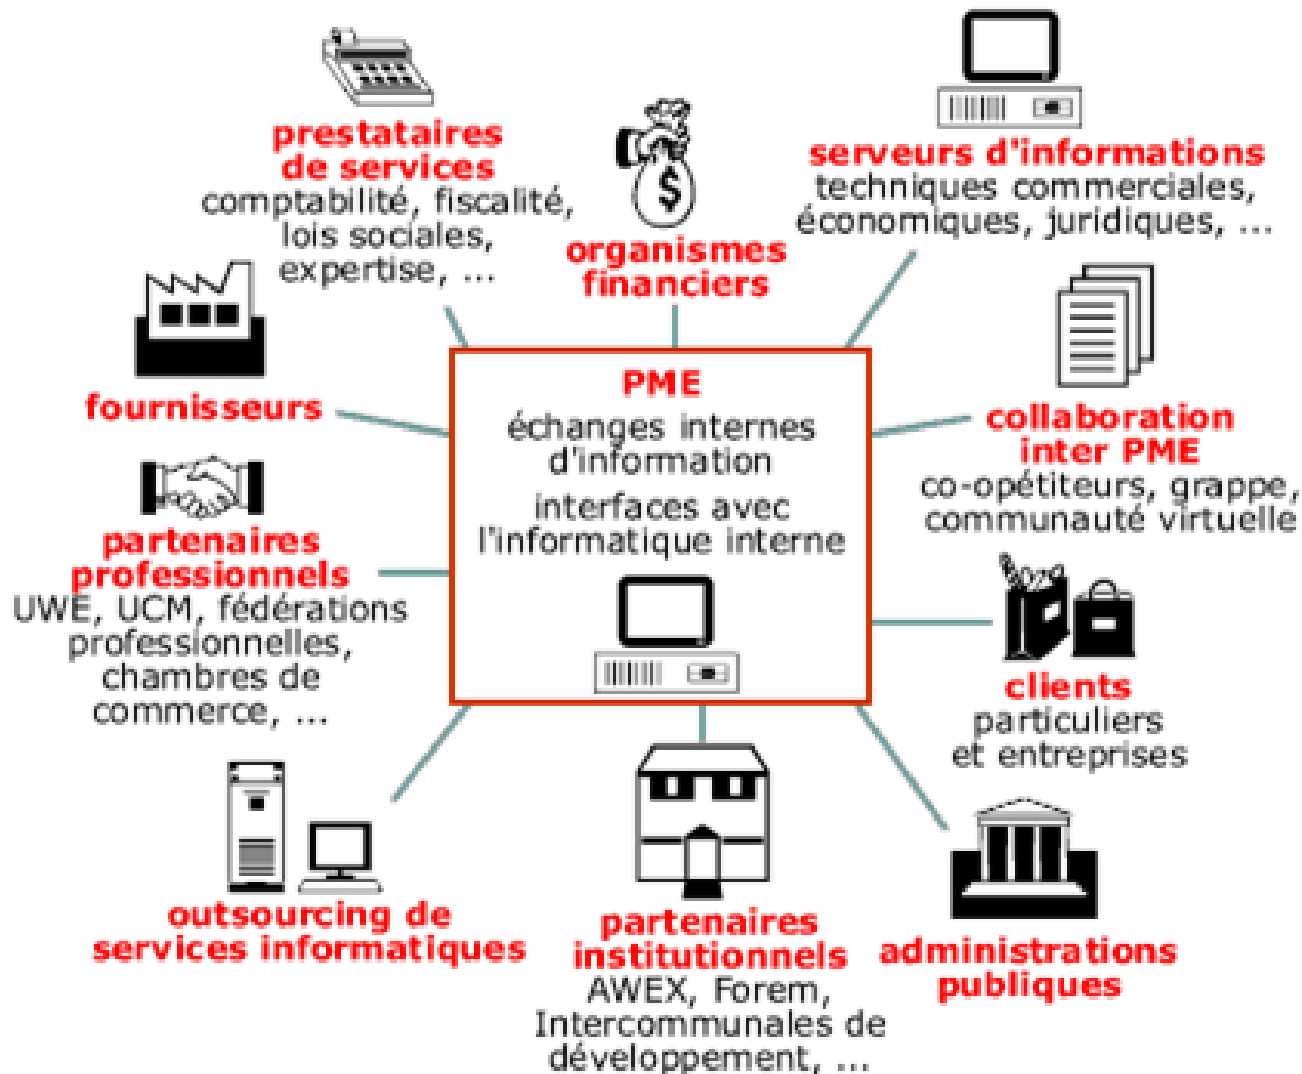 prestataires
de services
comptabilité, fiscalité,
lois sociales,
expertise, ...
organismes
financiers
serveurs d'informations
techniques commerciales,
économiques, juridiques, ...
fournisseurs
PME
échanges internes
d'information
interfaces avec
l'informatique interne
collaboration
inter PME
co-opétiteurs, grappe,
communauté virtuelle
partenaires
professionnels
UWE, UCM, fédérations
professionnelles,
chambres de
commerce, ...
clients
particuliers
et entreprises
outsourcing de
services informatiques
partenaires
institutionnels
AWEX, Forem,
Intercommunales de
développement, ...
administrations
publiques